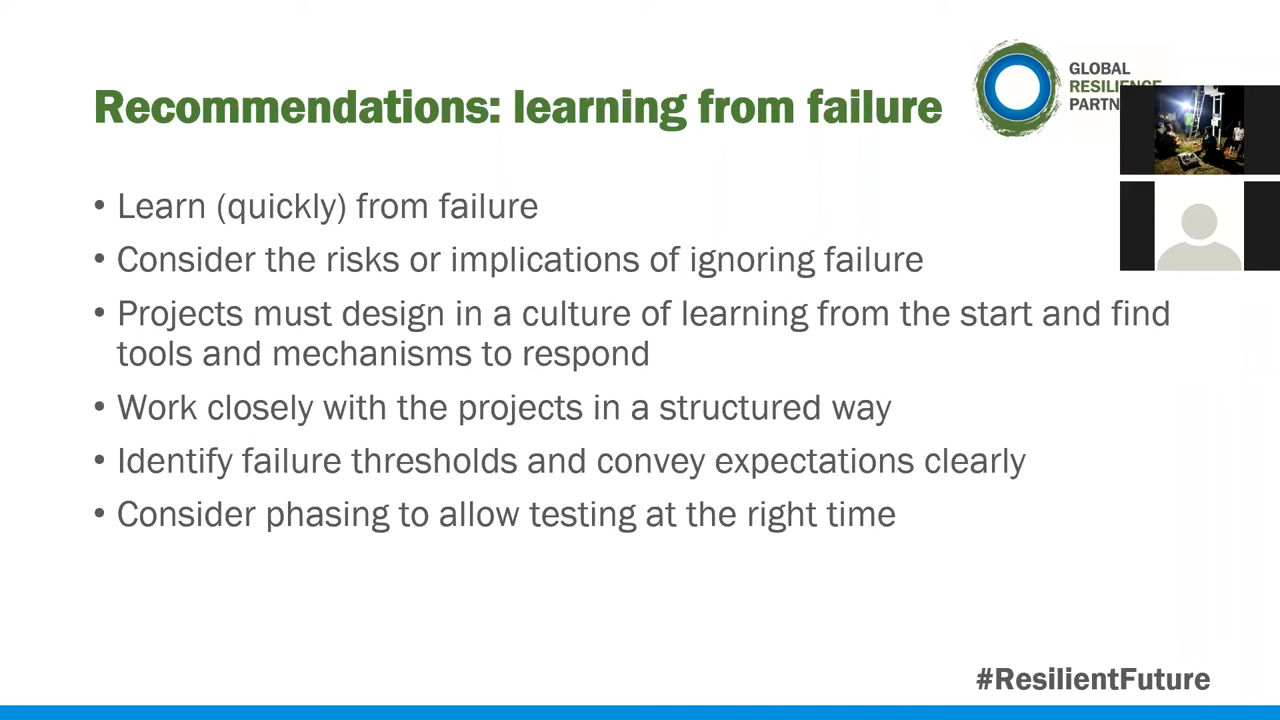 Recommendations: learning from failure
GLOBAL
RESILIENCE
• Learn (quickly) from failure
• Consider the risks or implications of ignoring failure
• Projects must design in a culture of learning from the start and find
tools and mechanisms to respond
• Work closely with the projects in a structured way
• Identify failure thresholds and convey expectations clearly
• Consider phasing to allow testing at the right time
#ResilientFuture